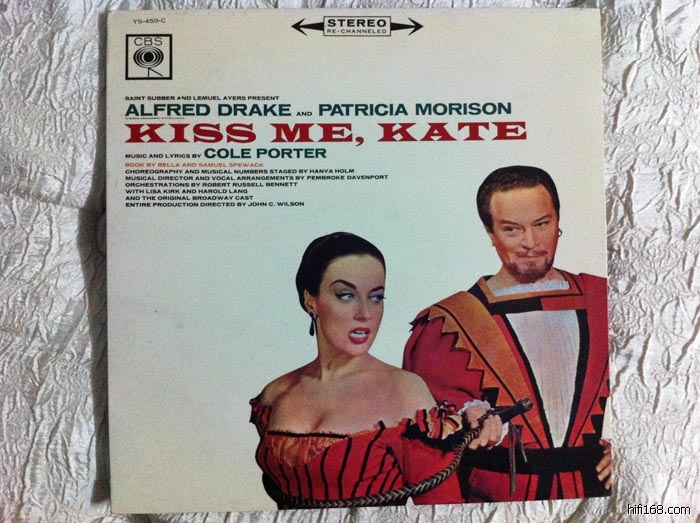 YS-459-C
STEREO
RE-CHANNELED
CBS
SAINT SUBBER AND LEMUEL AYERS PRESENT
ALFRED DRAKE AND PATRICIA MORISON
KISS ME, KATE
MUSIC AND LYRICS BY COLE PORTER
BOOK BY BELLA AND SAMUEL SPEWACK
CHOREOGRAPHY AND MUSICAL NUMBERS STAGED BY HANYA HOLM
MUSICAL DIRECTOR AND VOCAL ARRANGEMENTS BY PEMBROKE DAVENPORT
ORCHESTRATIONS BY ROBERT RUSSELL BENNETT
WITH LISA KIRK AND HAROLD LANG
AND THE ORIGINAL BROADWAY CAST
ENTIRE PRODUCTION DIRECTED BY JOHN C. WILSON
hifi168.com